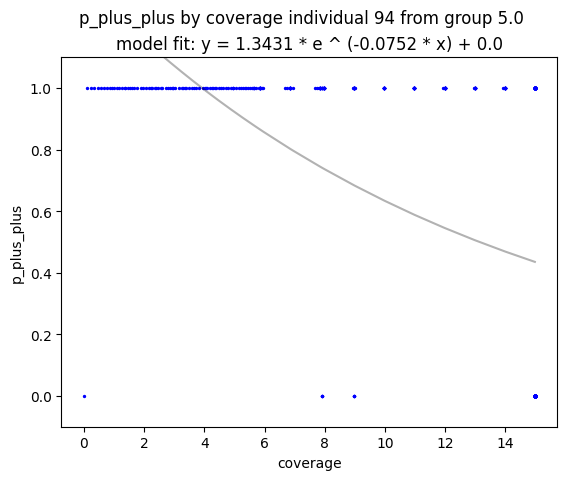 p_plus_plus by coverage individual 94 from group 5.0
model fit: y = 1.3431 * e ^ (-0.0752 * x) + 0.0
1.0
0.8
0.6
0.4
0.2
0.0
p_plus_plus
0 2 4 6 8 10 12 14
coverage